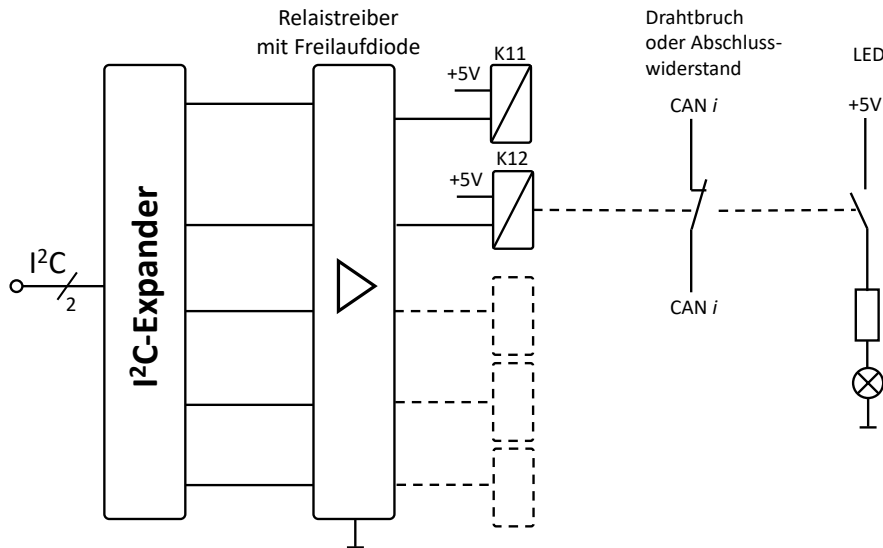 Relaistreiber
mit Freilaufdiode
Drahtbruch
oder Abschluss-
widerstand
LED
K11
+5V
CAN i
+5V
K12
+5V
I²C
2
I²C-Expander
CAN i